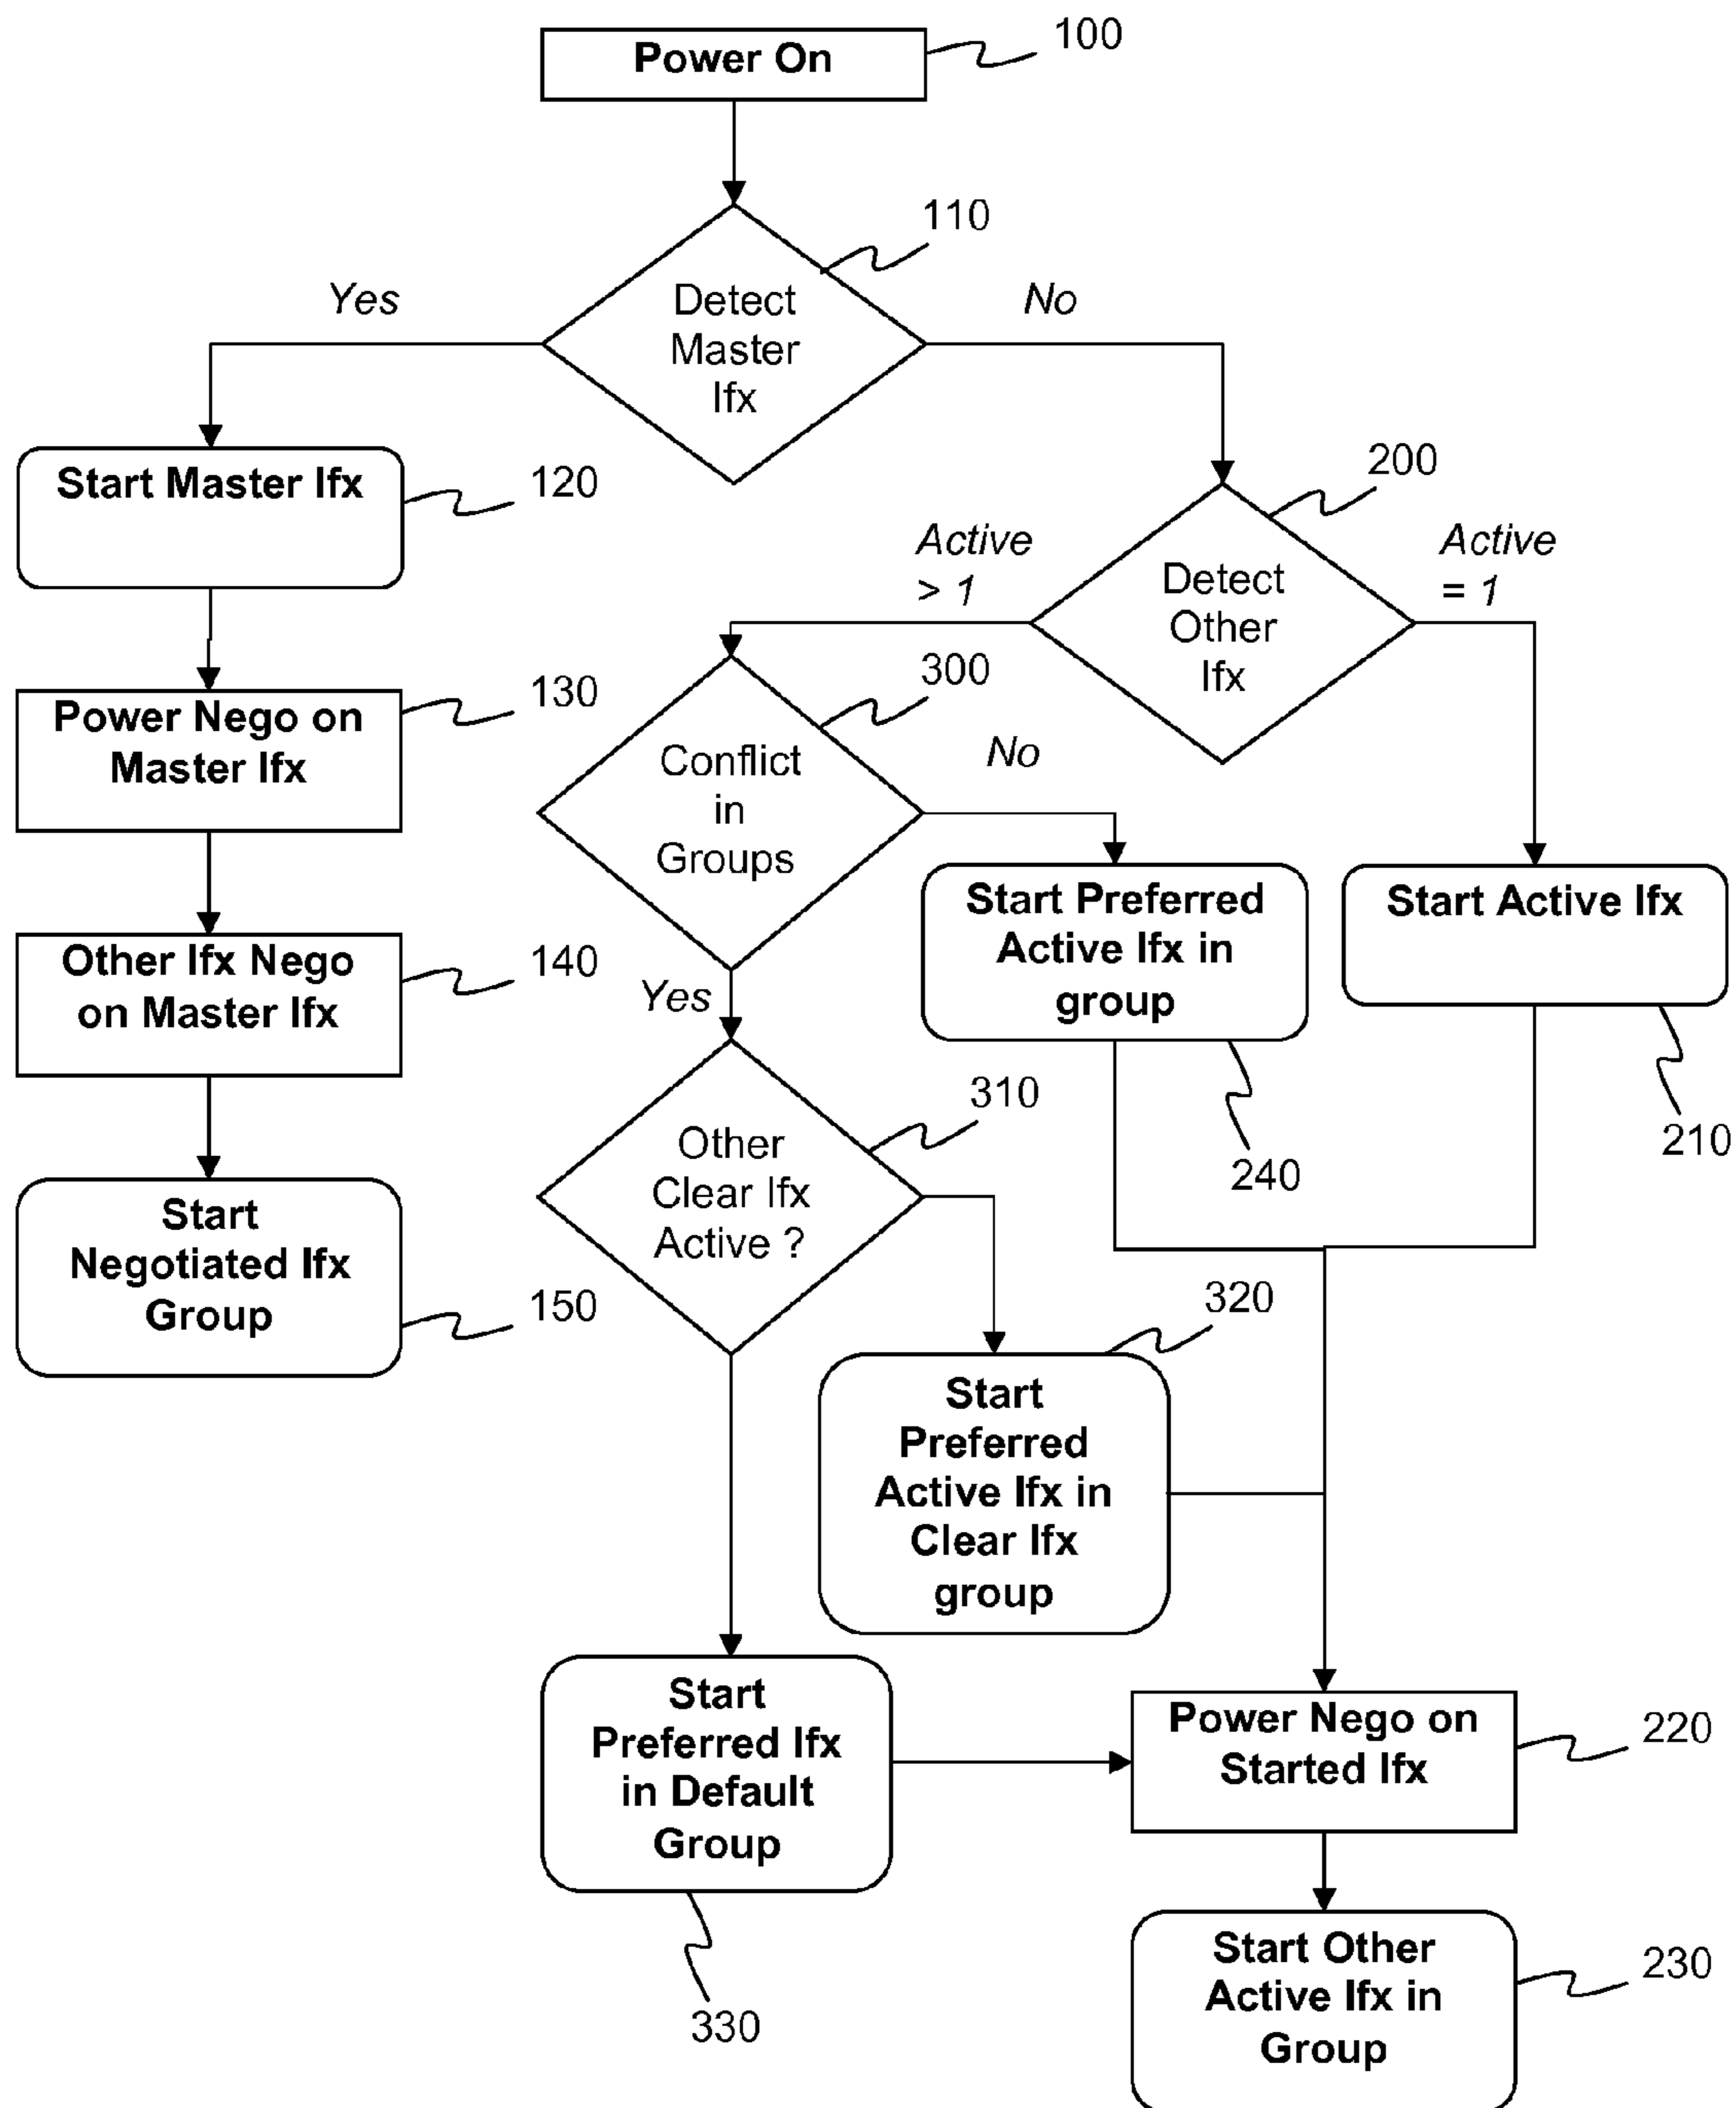 Power On
100
110
Detect
Master
Ifx
Yes
No
Start Master Ifx
120
200
Active
> 1
Active
= 1
Detect
Other
Ifx
300
130
Power Nego on
Master Ifx
Conflict
in
Groups
No
Start Preferred
Active Ifx in
group
Start Active Ifx
Other Ifx Nego
on Master Ifx
140
Yes
310
Other
Clear Ifx
Active ?
240
210
Start
Negotiated Ifx
Group
150
320
Start
Preferred
Active Ifx in
Clear Ifx
group
Start
Preferred Ifx
in Default
Group
Power Nego on
Started Ifx
220
330
Start Other
Active Ifx in
Group
230